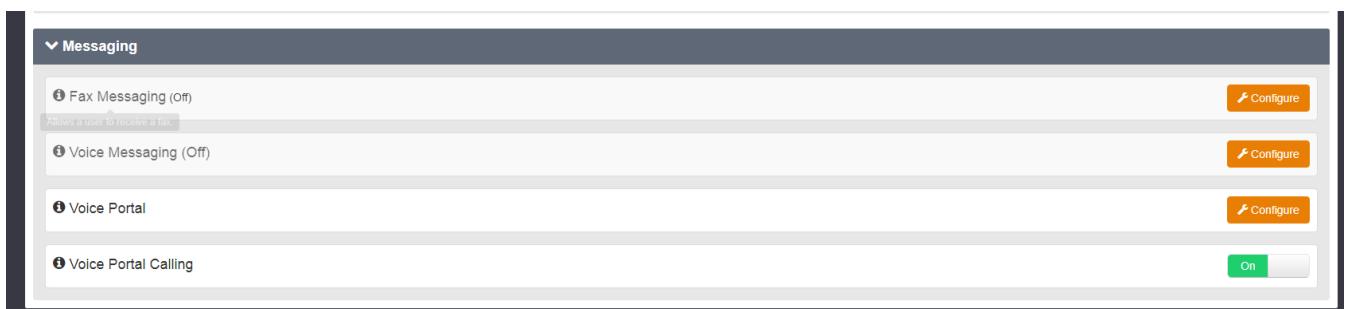 Messaging
Fax Messaging (Off)
Configure
Allows a user to receive a fax.
Voice Messaging (Off)
Configure
Voice Portal
Configure
Voice Portal Calling
On